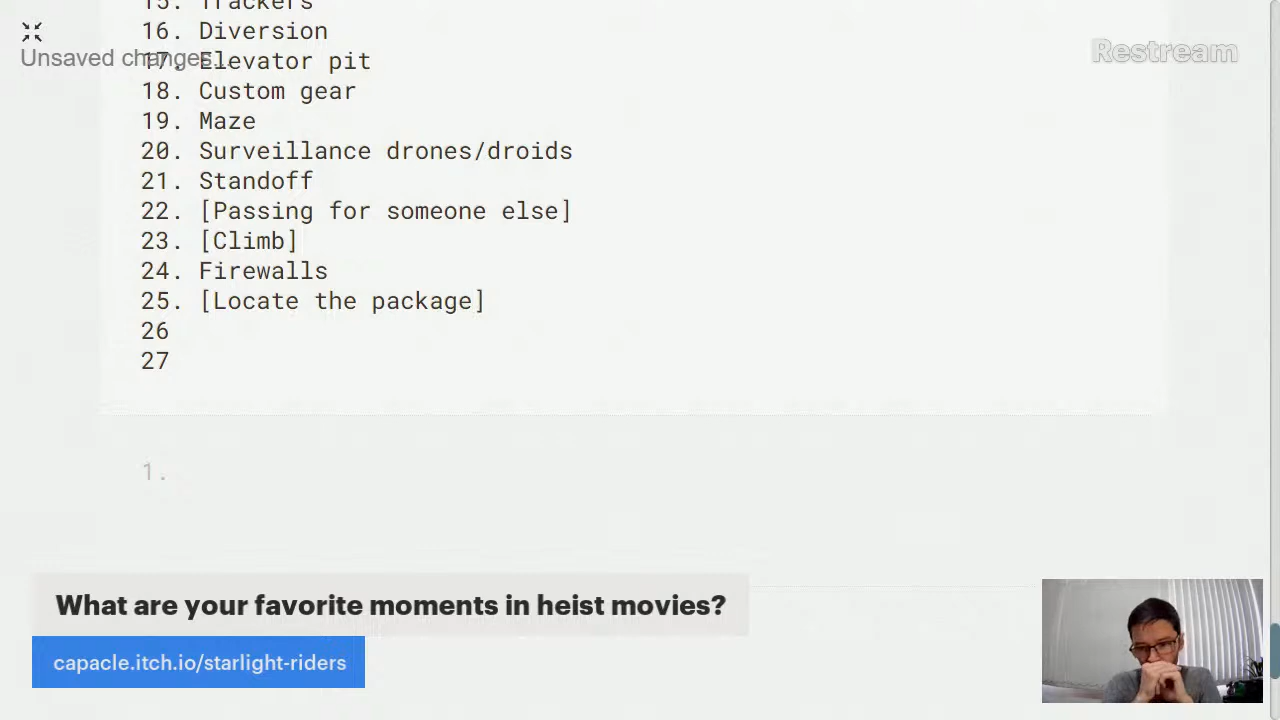 15. Trackers
16. Diversion
Unsaved changes...
17. Elevator pit
Restream
18. Custom gear
19. Maze
20. Surveillance drones/droids
21. Standoff
22. [Passing for someone else]
23. [Climb]
24. Firewalls
25. [Locate the package]
26
27
1.
What are your favorite moments in heist movies?
capacle.itch.io/starlight-riders